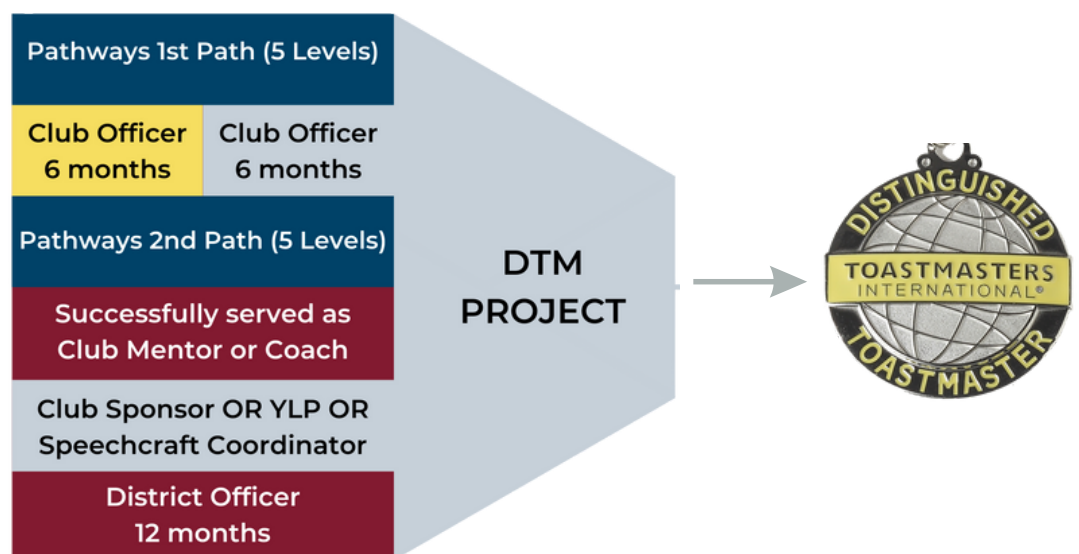 Pathways 1st Path (5 Levels)
Club Officer
6 months
Club Officer
6 months
Pathways 2nd Path (5 Levels)
Successfully served as
Club Mentor or Coach
Club Sponsor OR YLP OR
Speechcraft Coordinator
District Officer
12 months
DTM
PROJECT
DISTINGUISHED
TOASTMASTERS
INTERNATIONAL®
TOASTMASTER